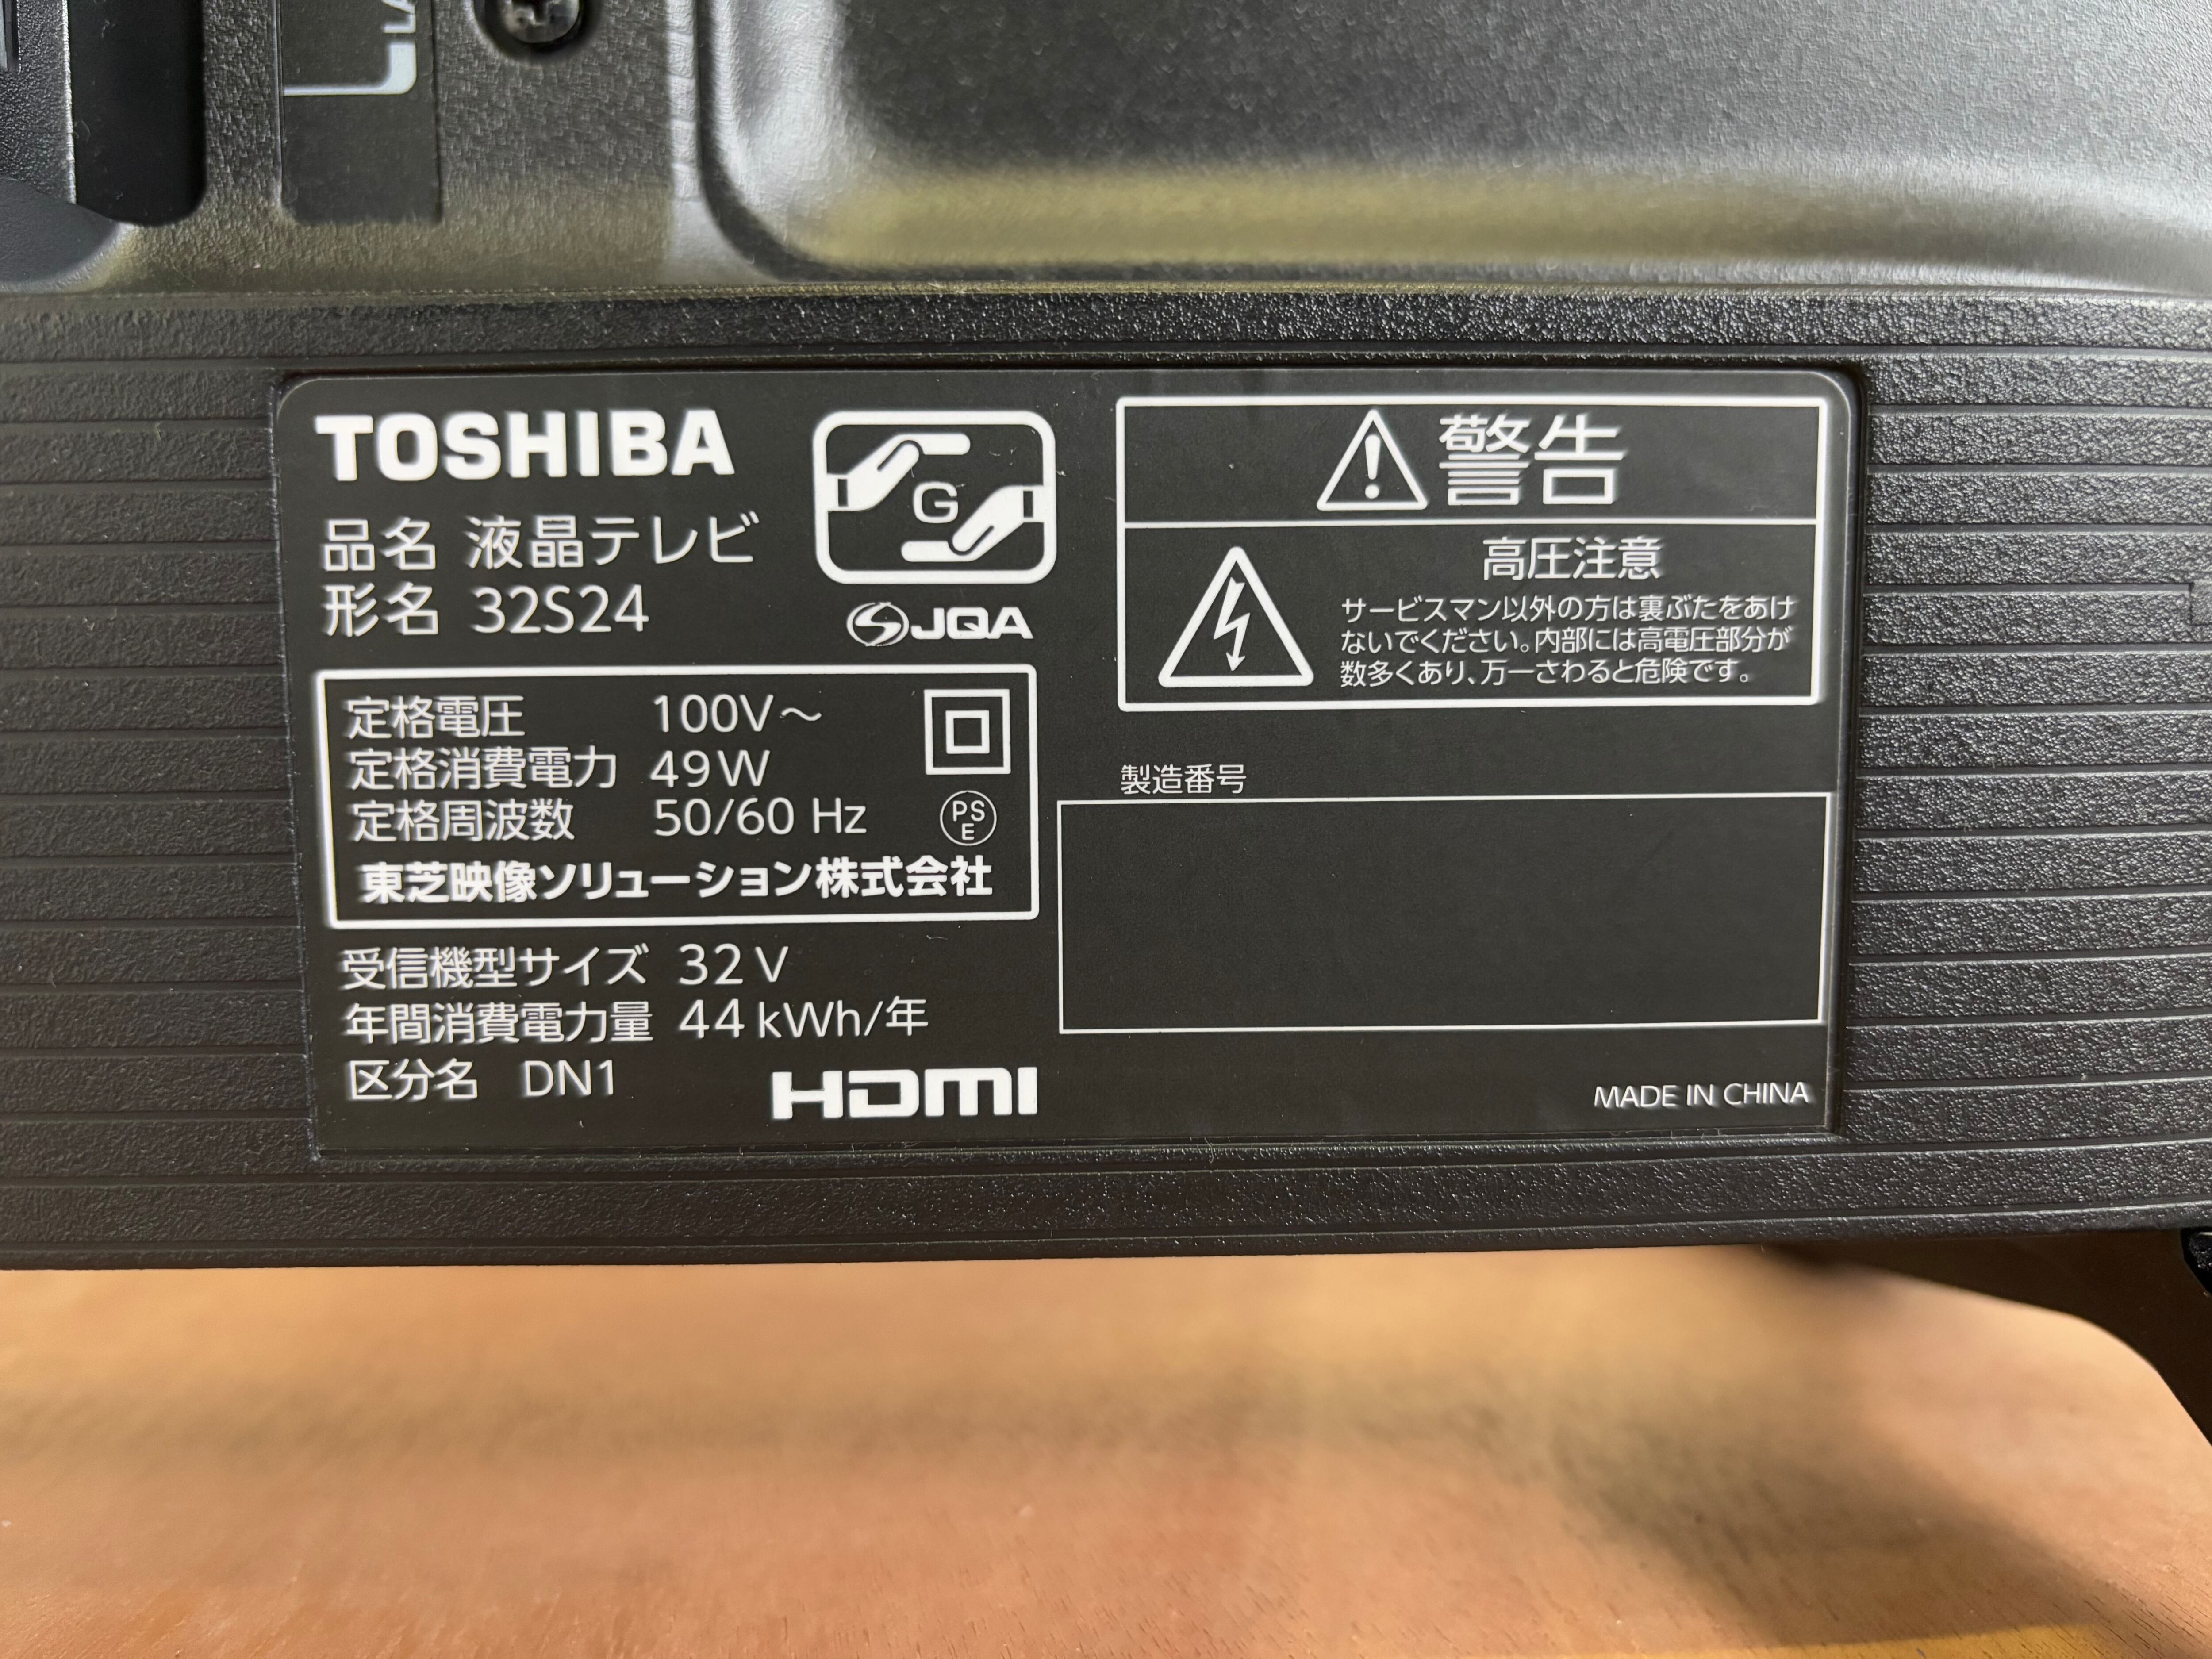 TOSHIBA
品名 液晶テレビ
形名 32S24
G
JQA
定格電圧 100V～
定格消費電力 49W
定格周波数 50/60 Hz
PS
E
東芝映像ソリューション株式会社
受信機型サイズ 32V
年間消費電力量 44kWh/年
区分名 DN1
HDMI
警告
高圧注意
サービスマン以外の方は裏ぶたをあけ
ないでください。内部には高電圧部分が
数多くあり、万一さわると危険です。
製造番号
MADE IN CHINA